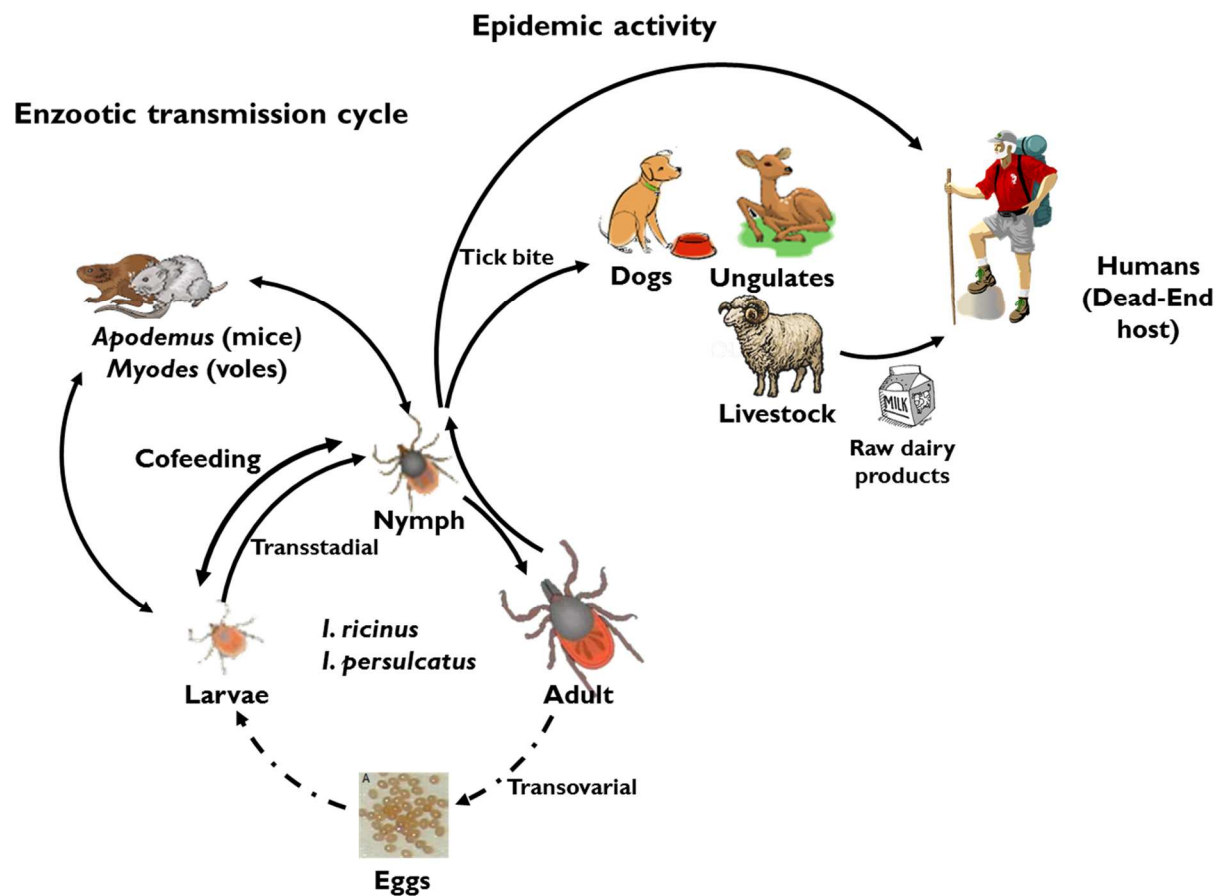 Epidemic activity
Enzootic transmission cycle
Tick bite
Dogs
Ungulates
Humans
(Dead-End
host)
Apodemus (mice)
Myodes (voles)
Livestock
MILK
Raw dairy
products
Cofeeding
Nymph
Transstadial
I. ricinus
I. persulcatus
Larvae
Adult
A
Transovarial
Eggs